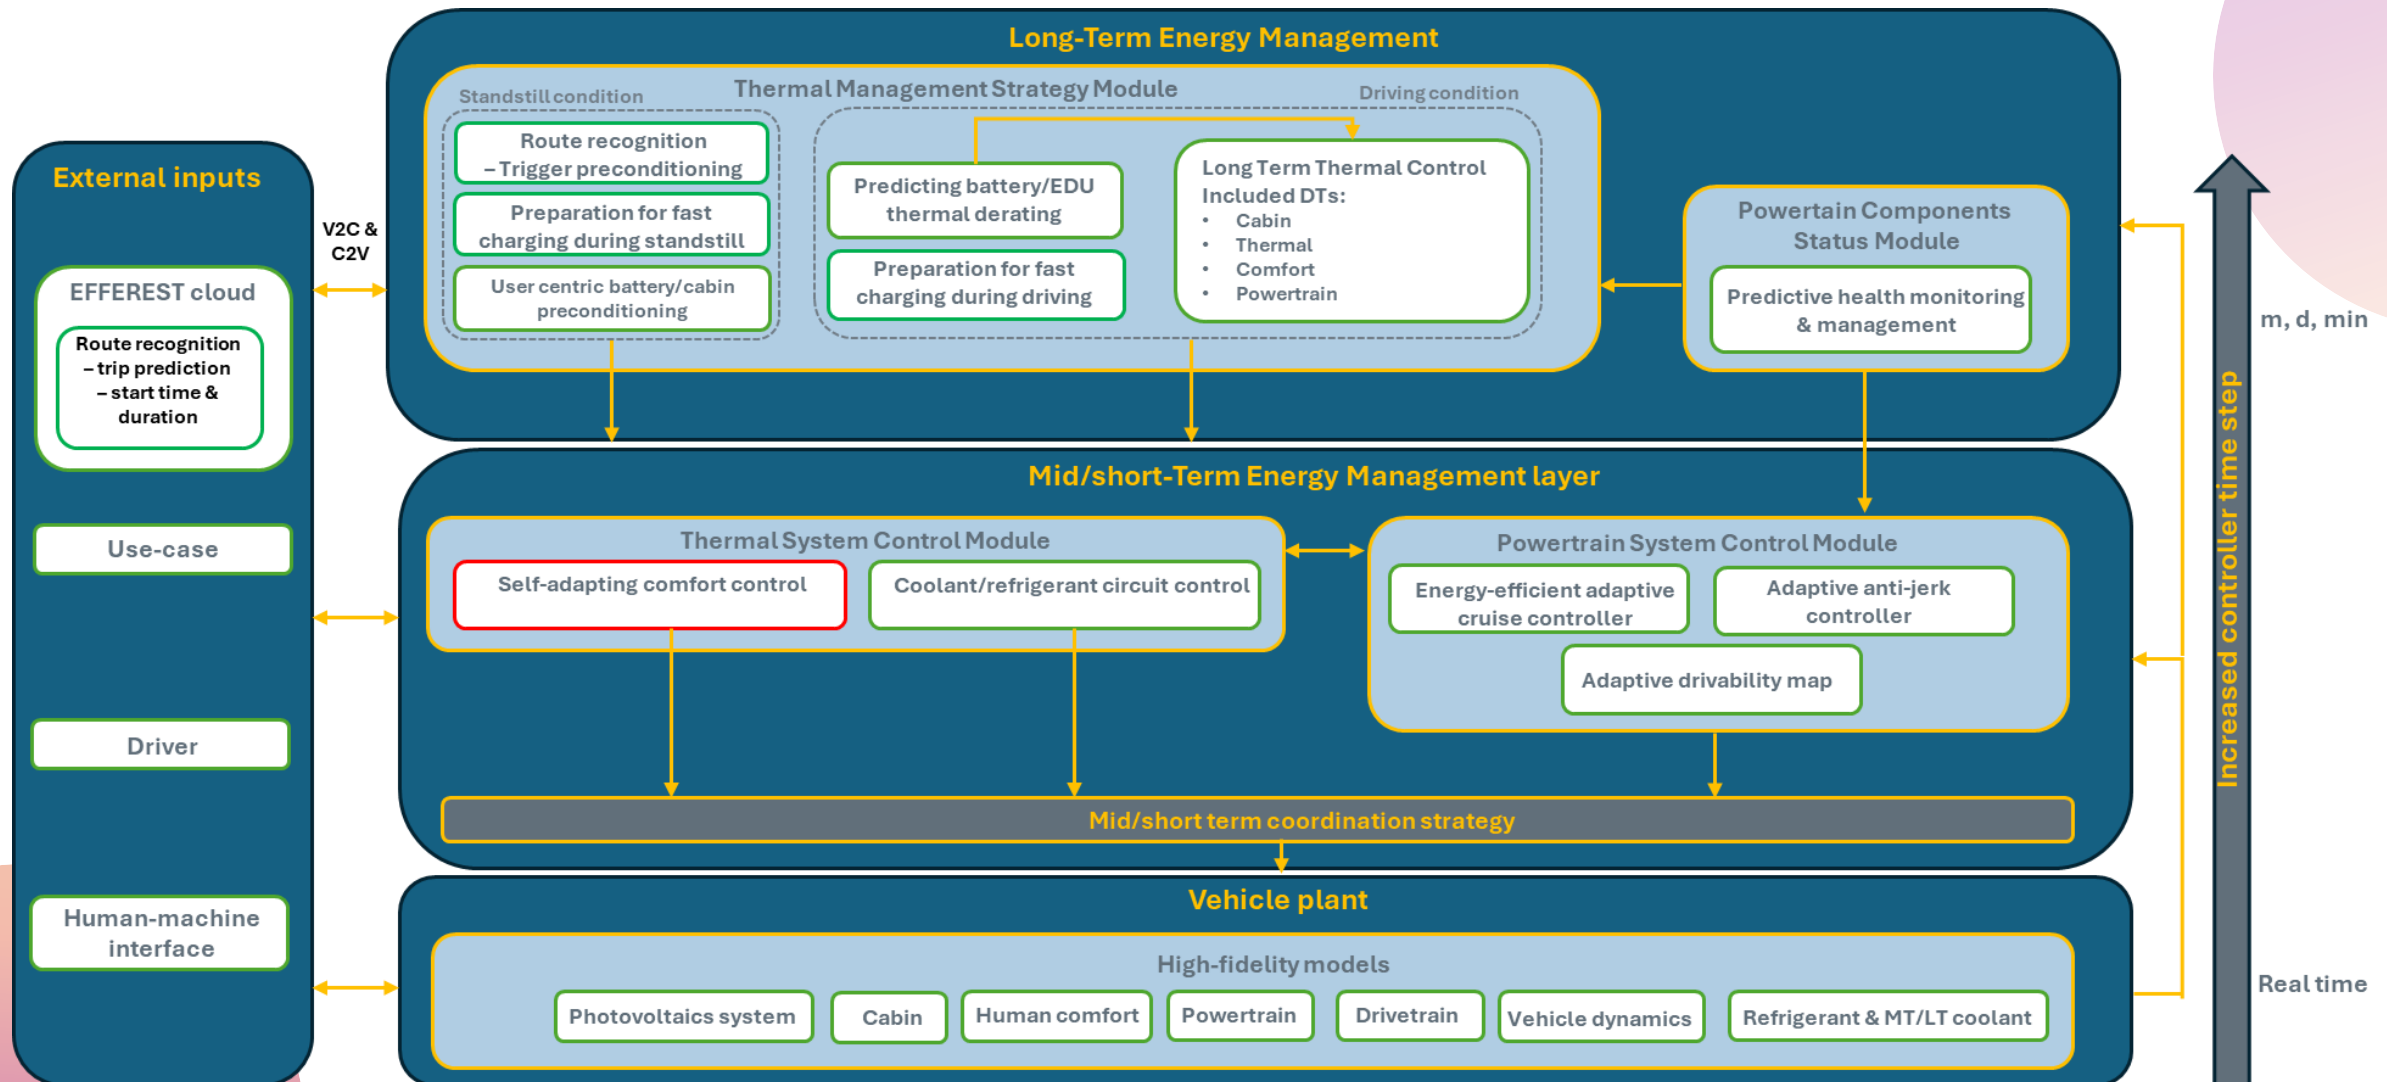 Long-Term Energy Management
Thermal Management Strategy Module
Standstill condition
Driving condition
Route recognition
– Trigger preconditioning
Preparation for fast
charging during standstill
User centric battery/cabin
preconditioning
Predicting battery/EDU
thermal derating
Preparation for fast
charging during driving
Long Term Thermal Control
Included DTs:
• Cabin
• Thermal
• Comfort
• Powertrain
Powertain Components
Status Module
Predictive health monitoring
& management
External inputs
V2C &
C2V
EFFEREST cloud
Route recognition
– trip prediction
– start time &
duration
Use-case
Driver
Human-machine
interface
Mid/short-Term Energy Management layer
Thermal System Control Module
Self-adapting comfort control
Coolant/refrigerant circuit control
Powertrain System Control Module
Energy-efficient adaptive
cruise controller
Adaptive anti-jerk
controller
Adaptive drivability map
Mid/short term coordination strategy
Vehicle plant
High-fidelity models
Photovoltaics system
Cabin
Human comfort
Powertrain
Drivetrain
Vehicle dynamics
Refrigerant & MT/LT coolant
Increased controller time step
m, d, min
Real time